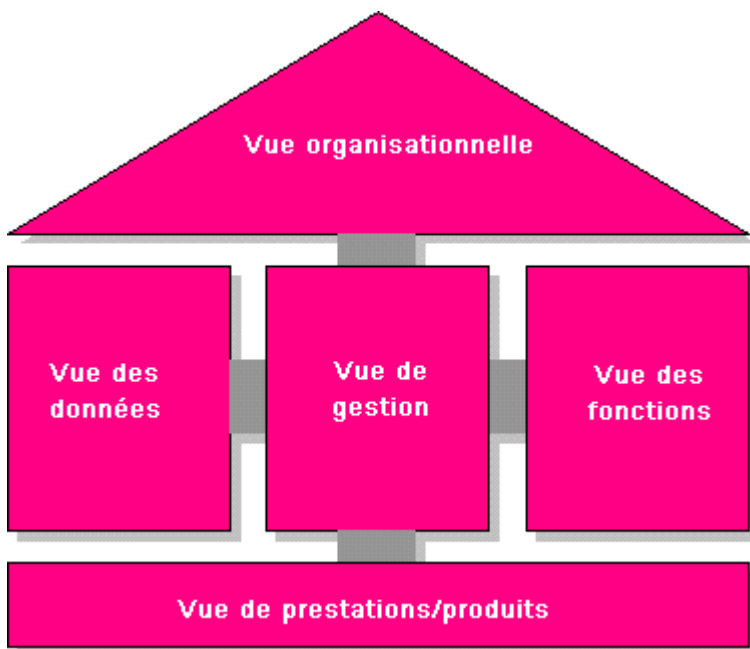 Vue organisationnelle
Vue des
données
Vue de
gestion
Vue des
fonctions
Vue de prestations/produits